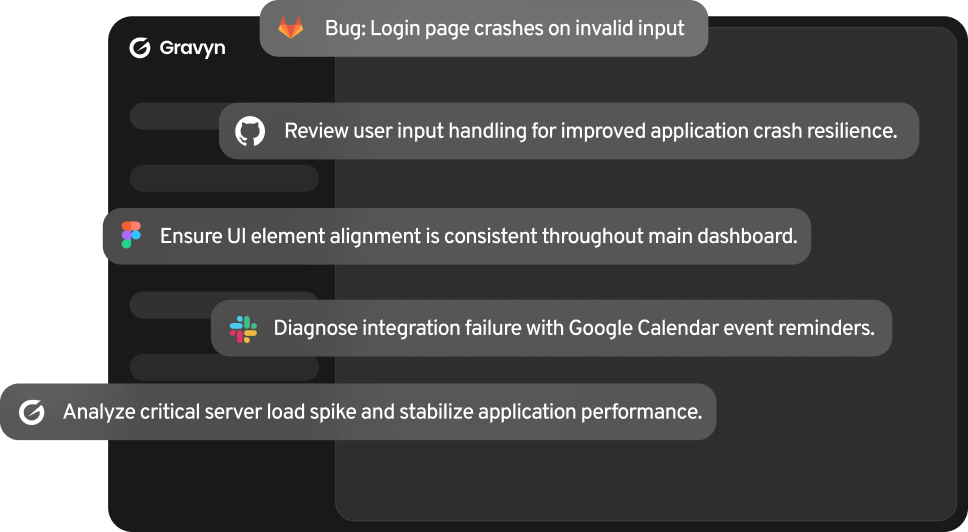 Bug: Login page crashes on invalid input
Gravyn
Review user input handling for improved application crash resilience.
Ensure UI element alignment is consistent throughout main dashboard.
Diagnose integration failure with Google Calendar event reminders.
Analyze critical server load spike and stabilize application performance.